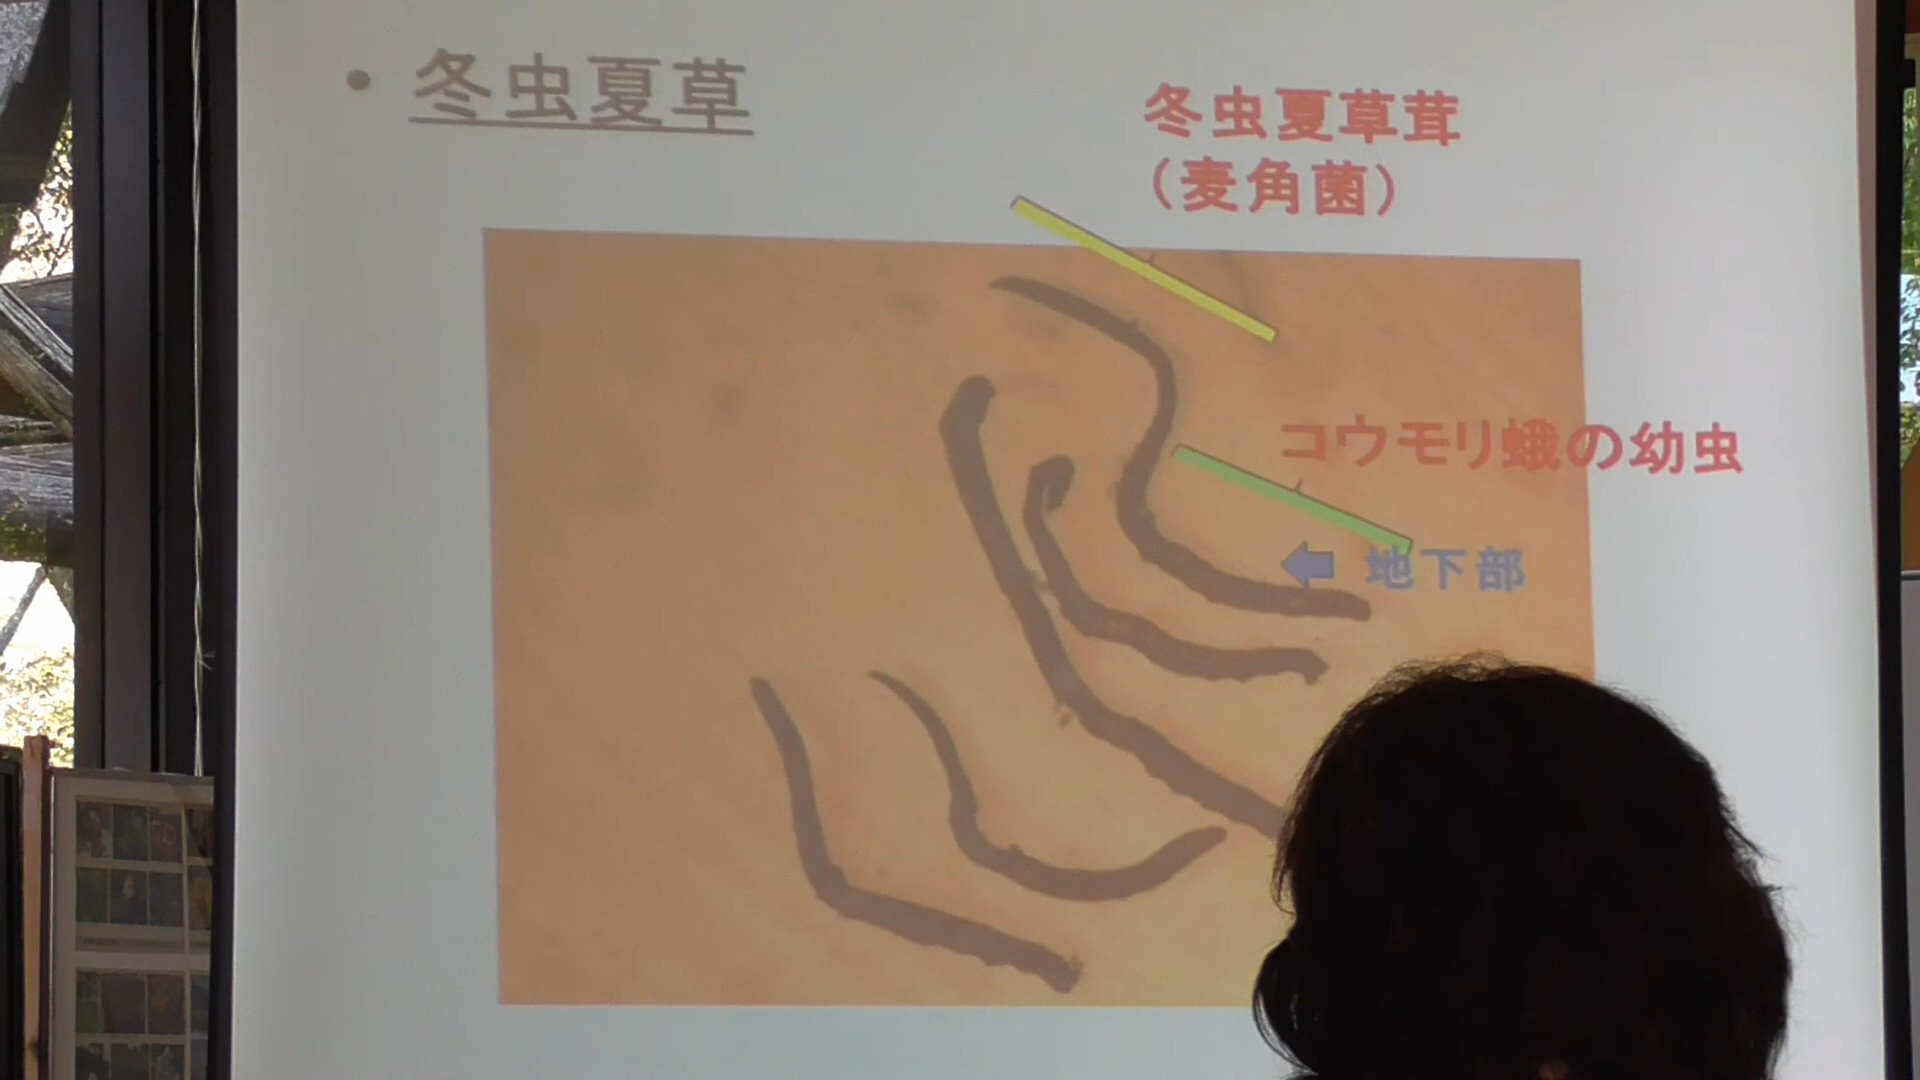 • 冬虫夏草
冬虫夏草茸
（麦角菌）
コウモリ蛾の幼虫
地下部